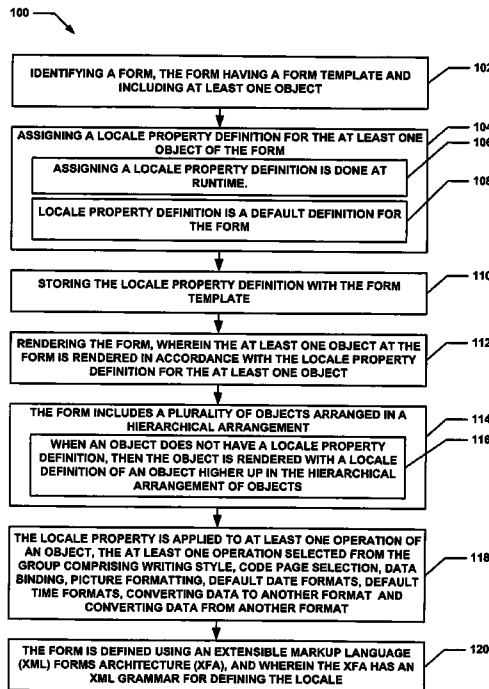 100
IDENTIFYING A FORM, THE FORM HAVING A FORM TEMPLATE AND
INCLUDING AT LEAST ONE OBJECT
102
ASSIGNING A LOCALE PROPERTY DEFINITION FOR THE AT LEAST ONE
OBJECT OF THE FORM
104
ASSIGNING A LOCALE PROPERTY DEFINITION IS DONE AT
RUNTIME.
106
LOCALE PROPERTY DEFINITION IS A DEFAULT DEFINITION FOR
THE FORM
108
STORING THE LOCALE PROPERTY DEFINITION WITH THE FORM
TEMPLATE
110
RENDERING THE FORM, WHEREIN THE AT LEAST ONE OBJECT AT THE
FORM IS RENDERED IN ACCORDANCE WITH THE LOCALE PROPERTY
DEFINITION FOR THE AT LEAST ONE OBJECT
112
THE FORM INCLUDES A PLURALITY OF OBJECTS ARRANGED IN A
HIERARCHICAL ARRANGEMENT
114
WHEN AN OBJECT DOES NOT HAVE A LOCALE PROPERTY
DEFINITION, THEN THE OBJECT IS RENDERED WITH A LOCALE
DEFINITION OF AN OBJECT HIGHER UP IN THE HIERARCHICAL
ARRANGEMENT OF OBJECTS
116
THE LOCALE PROPERTY IS APPLIED TO AT LEAST ONE OPERATION OF
AN OBJECT, THE AT LEAST ONE OPERATION SELECTED FROM THE
GROUP COMPRISING WRITING STYLE, CODE PAGE SELECTION, DATA
BINDING, PICTURE FORMATTING, DEFAULT DATE FORMATS, DEFAULT
TIME FORMATS, CONVERTING DATA TO ANOTHER FORMAT AND
CONVERTING DATA FROM ANOTHER FORMAT
118
THE FORM IS DEFINED USING AN EXTENSIBLE MARKUP LANGUAGE
(XML) FORMS ARCHITECTURE (XFA), AND WHEREIN THE XFA HAS AN
XML GRAMMAR FOR DEFINING THE LOCALE
120